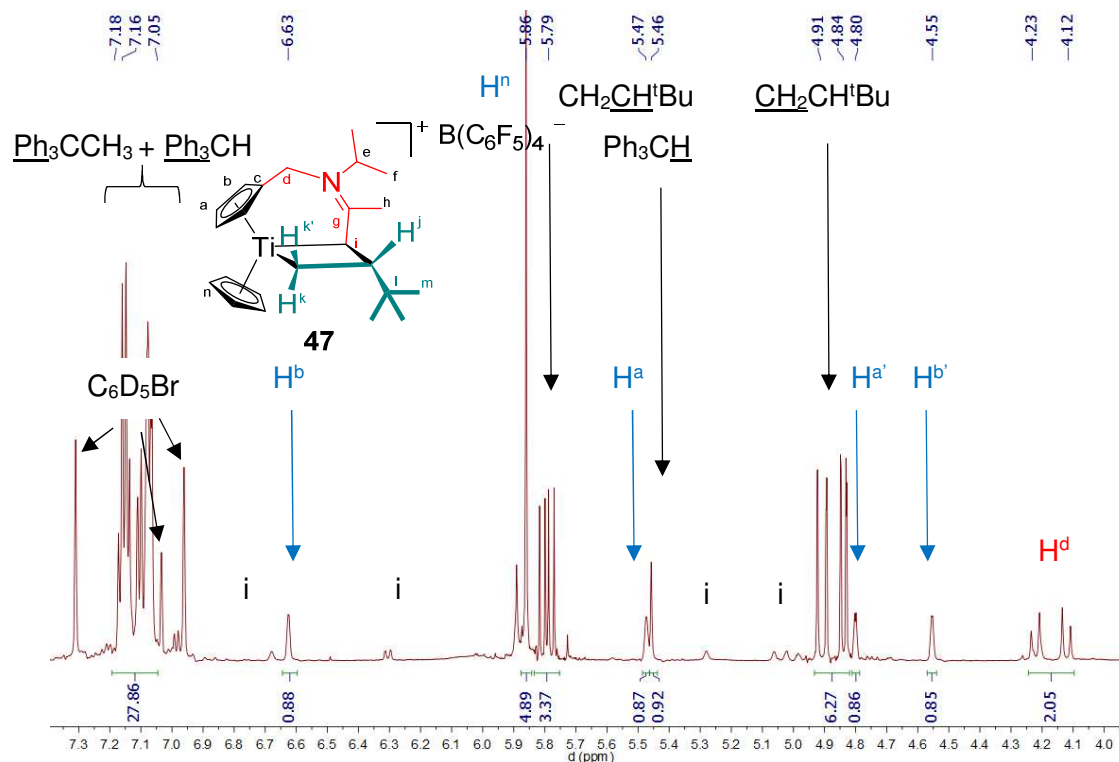 7.18 7.16 7.05 6.63 5.86 5.79 5.47 5.46 4.91 4.84 4.80 4.55 4.23 4.12
Hⁿ
CH₂CHᵗBu
CH₂CHᵗBu
]⁺ B(C₆F₅)₄⁻
Ph₃CCH₃ + Ph₃CH
Ph₃CH
e
b c d N f
a h
g
k' Hʲ
H
Ti i
l m
n
Hᵏ
47
C₆D₅Br
Hᵇ
Hᵃ
Hᵃ'
Hᵇ'
Hᵈ
i i i i
27.86 0.88 4.89 3.37 0.87 0.92 6.27 0.86 0.85 2.05
7.3 7.2 7.1 7.0 6.9 6.8 6.7 6.6 6.5 6.4 6.3 6.2 6.1 6.0 5.9 5.8 5.7 5.6 5.5 5.4 5.3 5.2 5.1 5.0 4.9 4.8 4.7 4.6 4.5 4.4 4.3 4.2 4.1 4.0
d (ppm)